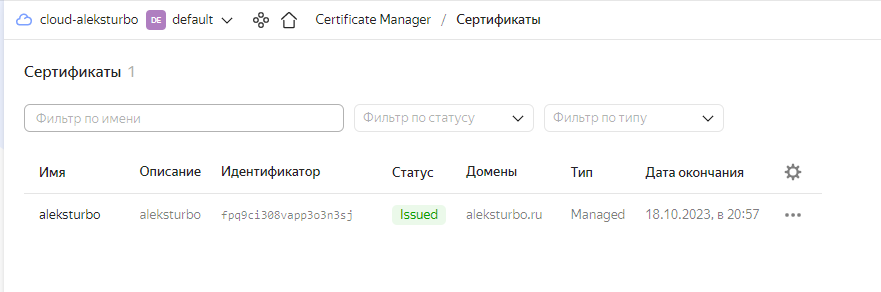 cloud-aleksturbo DE default Certificate Manager / Сертификаты
Сертификаты 1
Фильтр по имени Фильтр по статусу Фильтр по типу
Имя Описание Идентификатор Статус Домены Тип Дата окончания
aleksturbo aleksturbo fpq9ci308vapp3o3n3sj Issued aleksturbo.ru Managed 18.10.2023, в 20:57